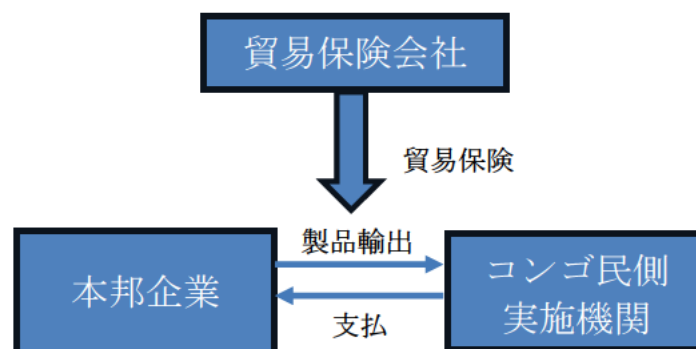 貿易保険会社
貿易保険
製品輸出
本邦企業
コンゴ民側
実施機関
支払